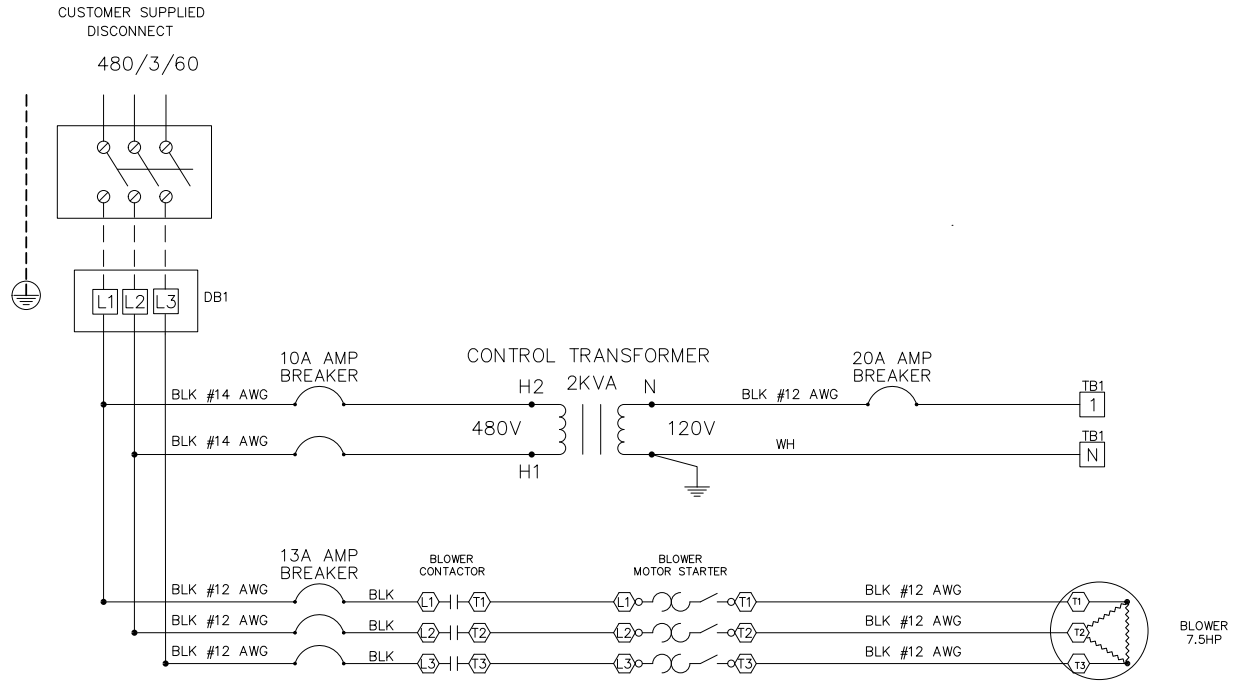 CUSTOMER SUPPLIED
DISCONNECT
480/3/60
L1 L2 L3 DB1
10A AMP
BREAKER
CONTROL TRANSFORMER
2KVA
20A AMP
BREAKER
BLK #14 AWG
H2
N
BLK #12 AWG
TB1
1
480V
120V
BLK #14 AWG
H1
WH
TB1
N
13A AMP
BREAKER
BLOWER
CONTACTOR
BLOWER
MOTOR STARTER
BLK #12 AWG BLK L1 T1 L1 T1 BLK #12 AWG T1
BLK #12 AWG BLK L2 T2 L2 T2 BLK #12 AWG T2
BLK #12 AWG BLK L3 T3 L3 T3 BLK #12 AWG T3
BLOWER
7.5HP